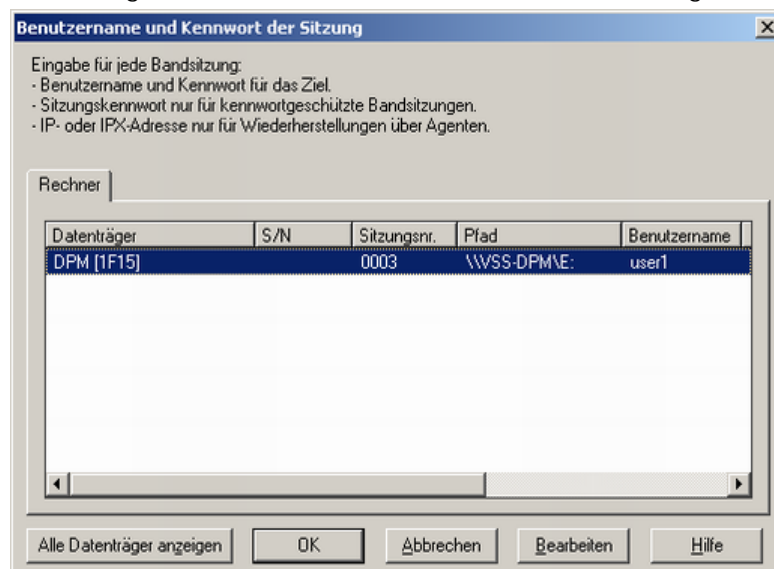 Benutzername und Kennwort der Sitzung
Eingabe für jede Bandsitzung:
- Benutzername und Kennwort für das Ziel.
- Sitzungskennwort nur für kennwortgeschützte Bandsitzungen.
- IP- oder IPX-Adresse nur für Wiederherstellungen über Agenten.
Rechner
Datenträger S/N Sitzungsnr. Pfad Benutzername
DPM [1F15] 0003 \\VSS-DPM\E: user1
Alle Datenträger anzeigen OK Abbrechen Bearbeiten Hilfe